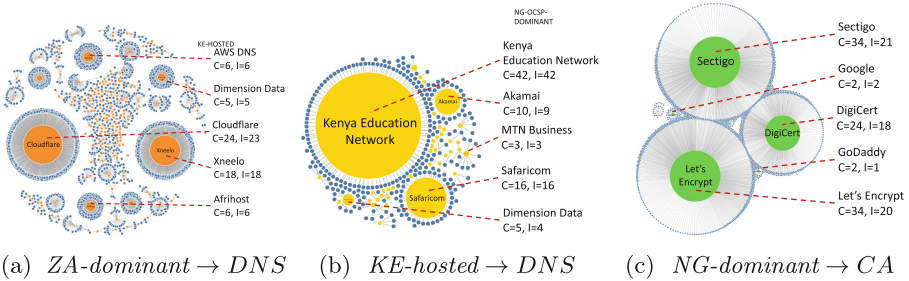 KE-HOSTED
AWS DNS
C=6, I=6
Dimension Data
C=5, I=5
Cloudflare
C=24, I=23
Xneelo
C=18, I=18
Afrihost
C=6, I=6
Cloudflare
Xneelo
(a) ZA-dominant → DNS
NG-OCSP-
DOMINANT
Kenya
Education Network
C=42, I=42
Akamai
C=10, I=9
MTN Business
C=3, I=3
Safaricom
C=16, I=16
Dimension Data
C=5, I=4
Kenya Education
Network
Akamai
Safaricom
(b) KE-hosted → DNS
Sectigo
C=34, I=21
Google
C=2, I=2
DigiCert
C=24, I=18
GoDaddy
C=2, I=1
Let's Encrypt
C=34, I=20
Sectigo
DigiCert
Let's
Encrypt
(c) NG-dominant → CA